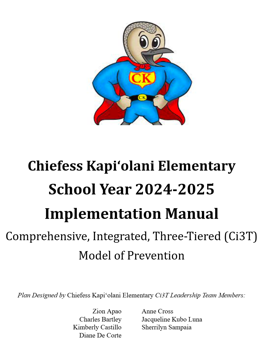 CK
Chiefess Kapiʻolani Elementary
School Year 2024-2025
Implementation Manual
Comprehensive, Integrated, Three-Tiered (Ci3T)
Model of Prevention
Plan Designed by Chiefess Kapiʻolani Elementary Ci3T Leadership Team Members:
Zion Apao
Charles Bartley
Kimberly Castillo
Diane De Corte
Anne Cross
Jacqueline Kubo Luna
Sherrilyn Sampaia